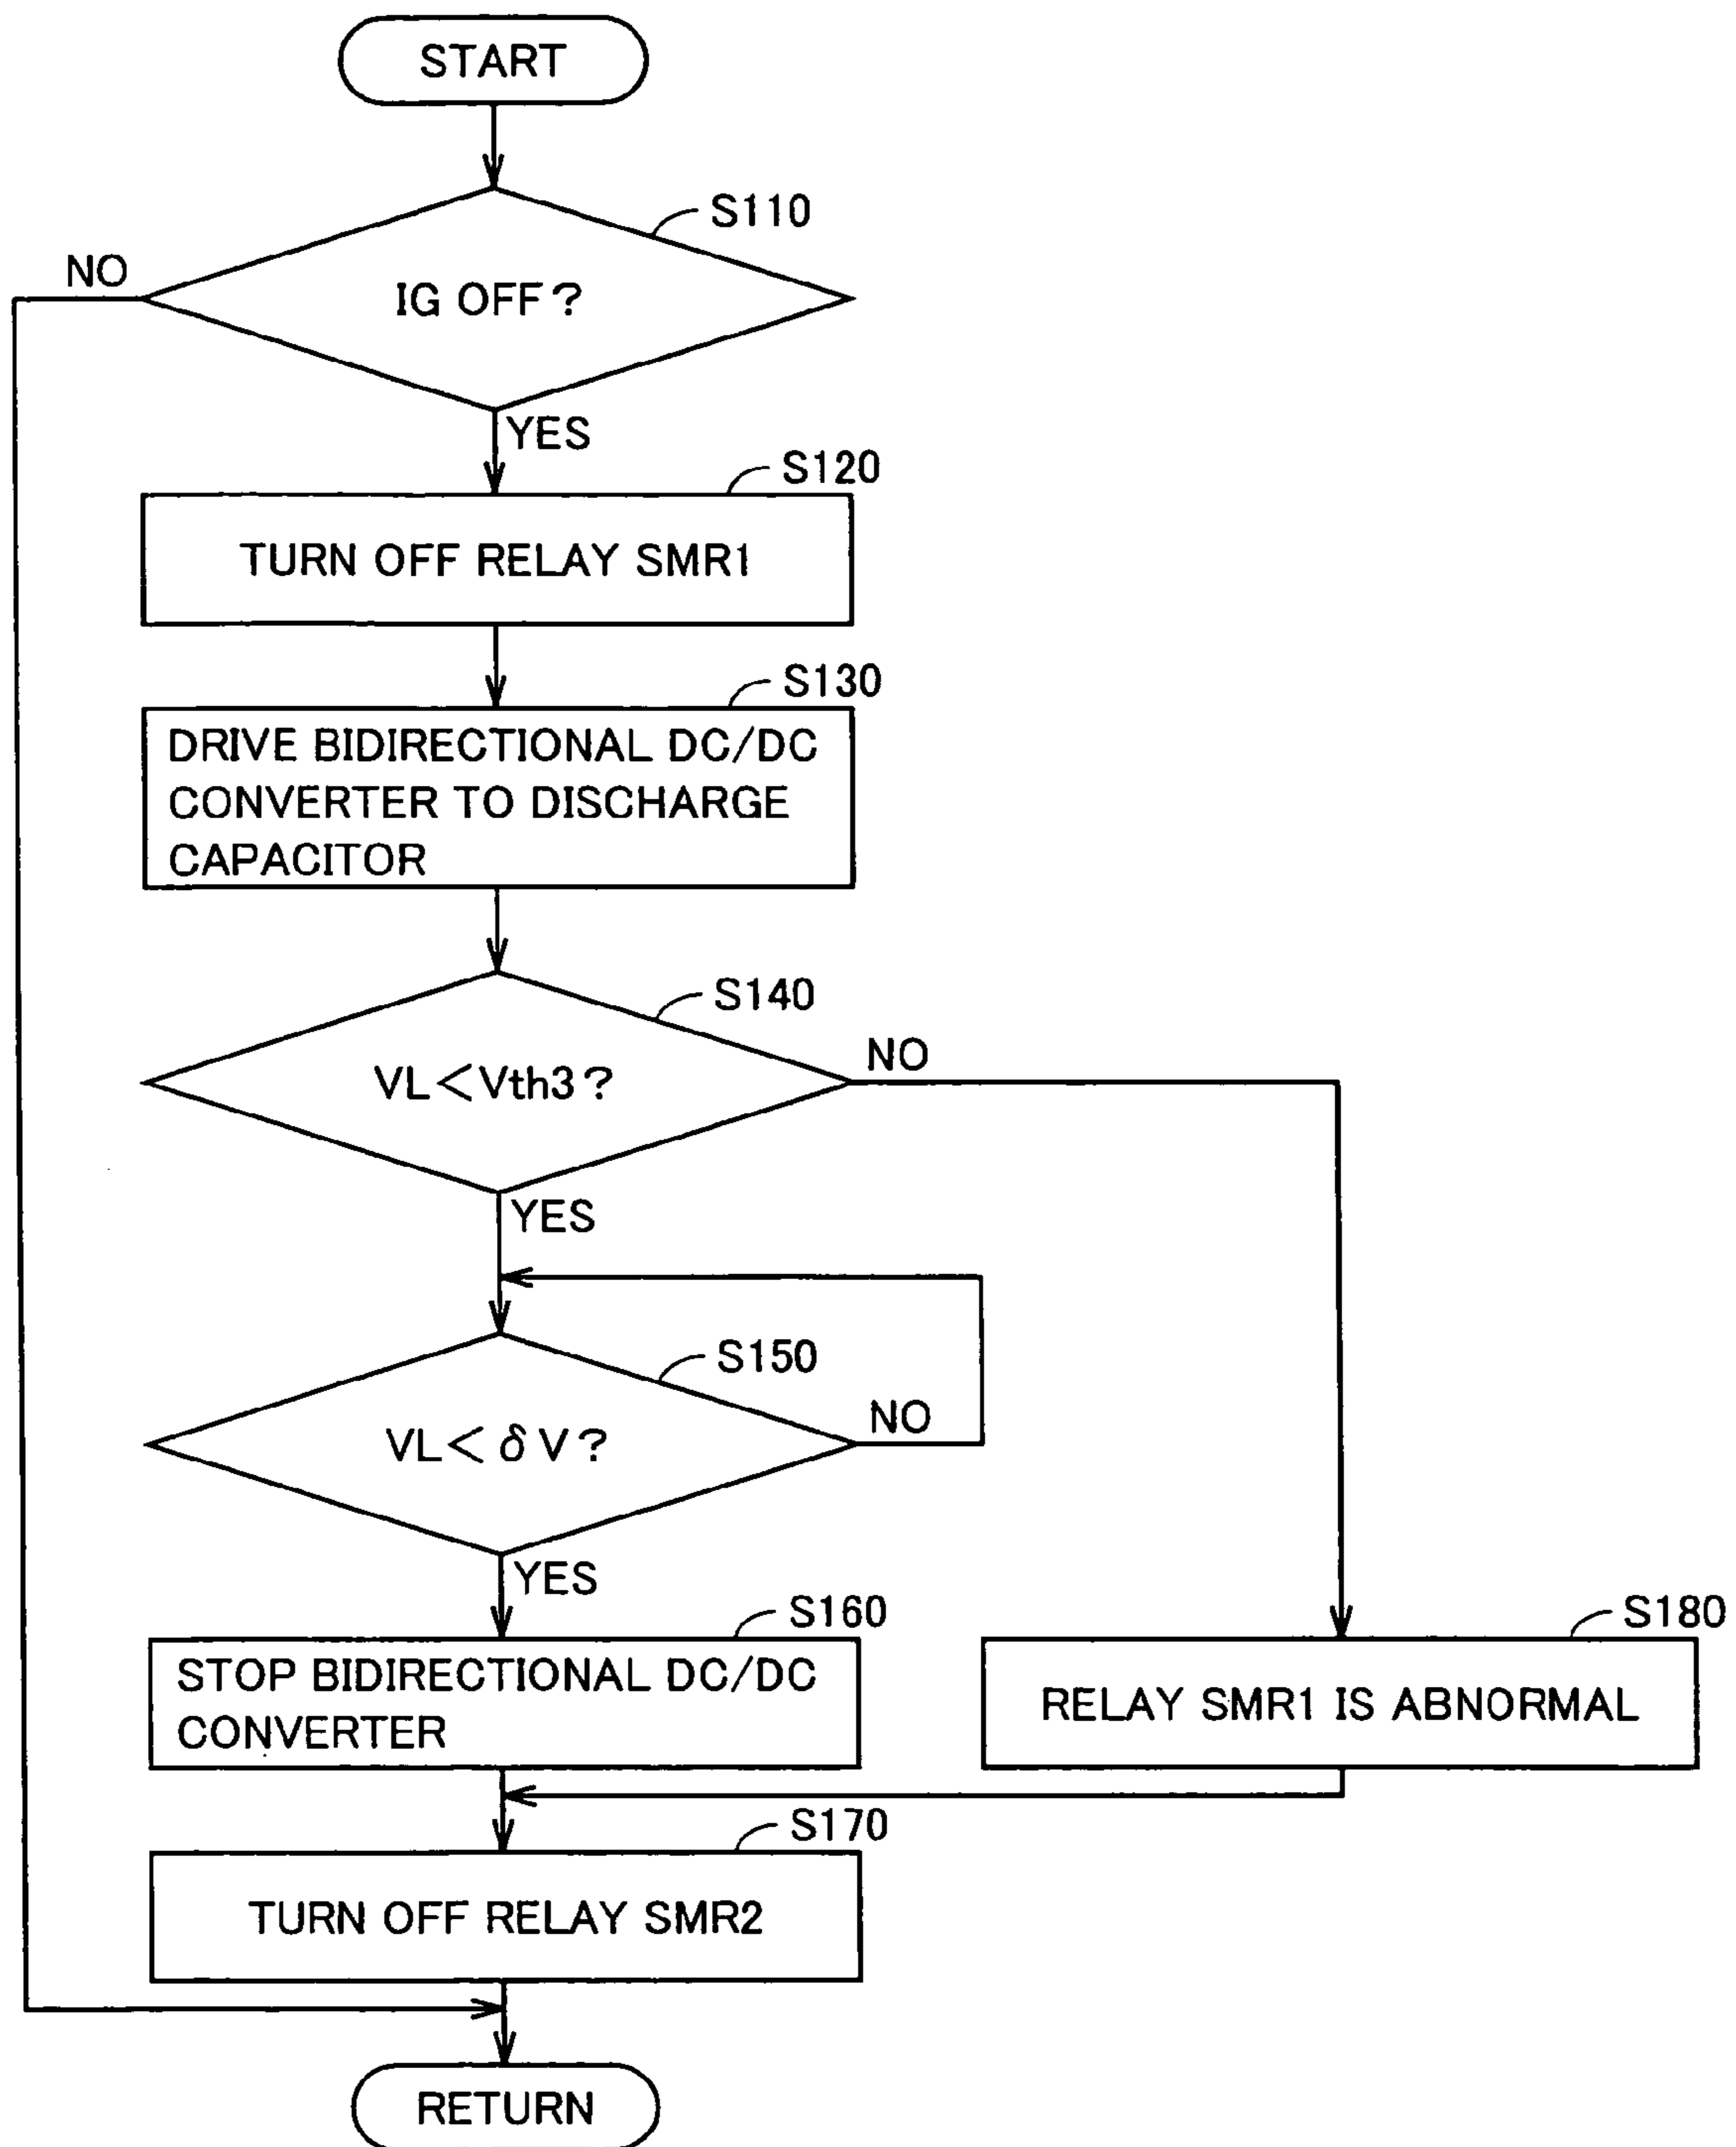 START
S110
NO
IG OFF?
YES
S120
TURN OFF RELAY SMR1
S130
DRIVE BIDIRECTIONAL DC/DC
CONVERTER TO DISCHARGE
CAPACITOR
S140
NO
VL<Vth3?
YES
S150
NO
VL<δV?
YES
S160
STOP BIDIRECTIONAL DC/DC
CONVERTER
S180
RELAY SMR1 IS ABNORMAL
S170
TURN OFF RELAY SMR2
RETURN